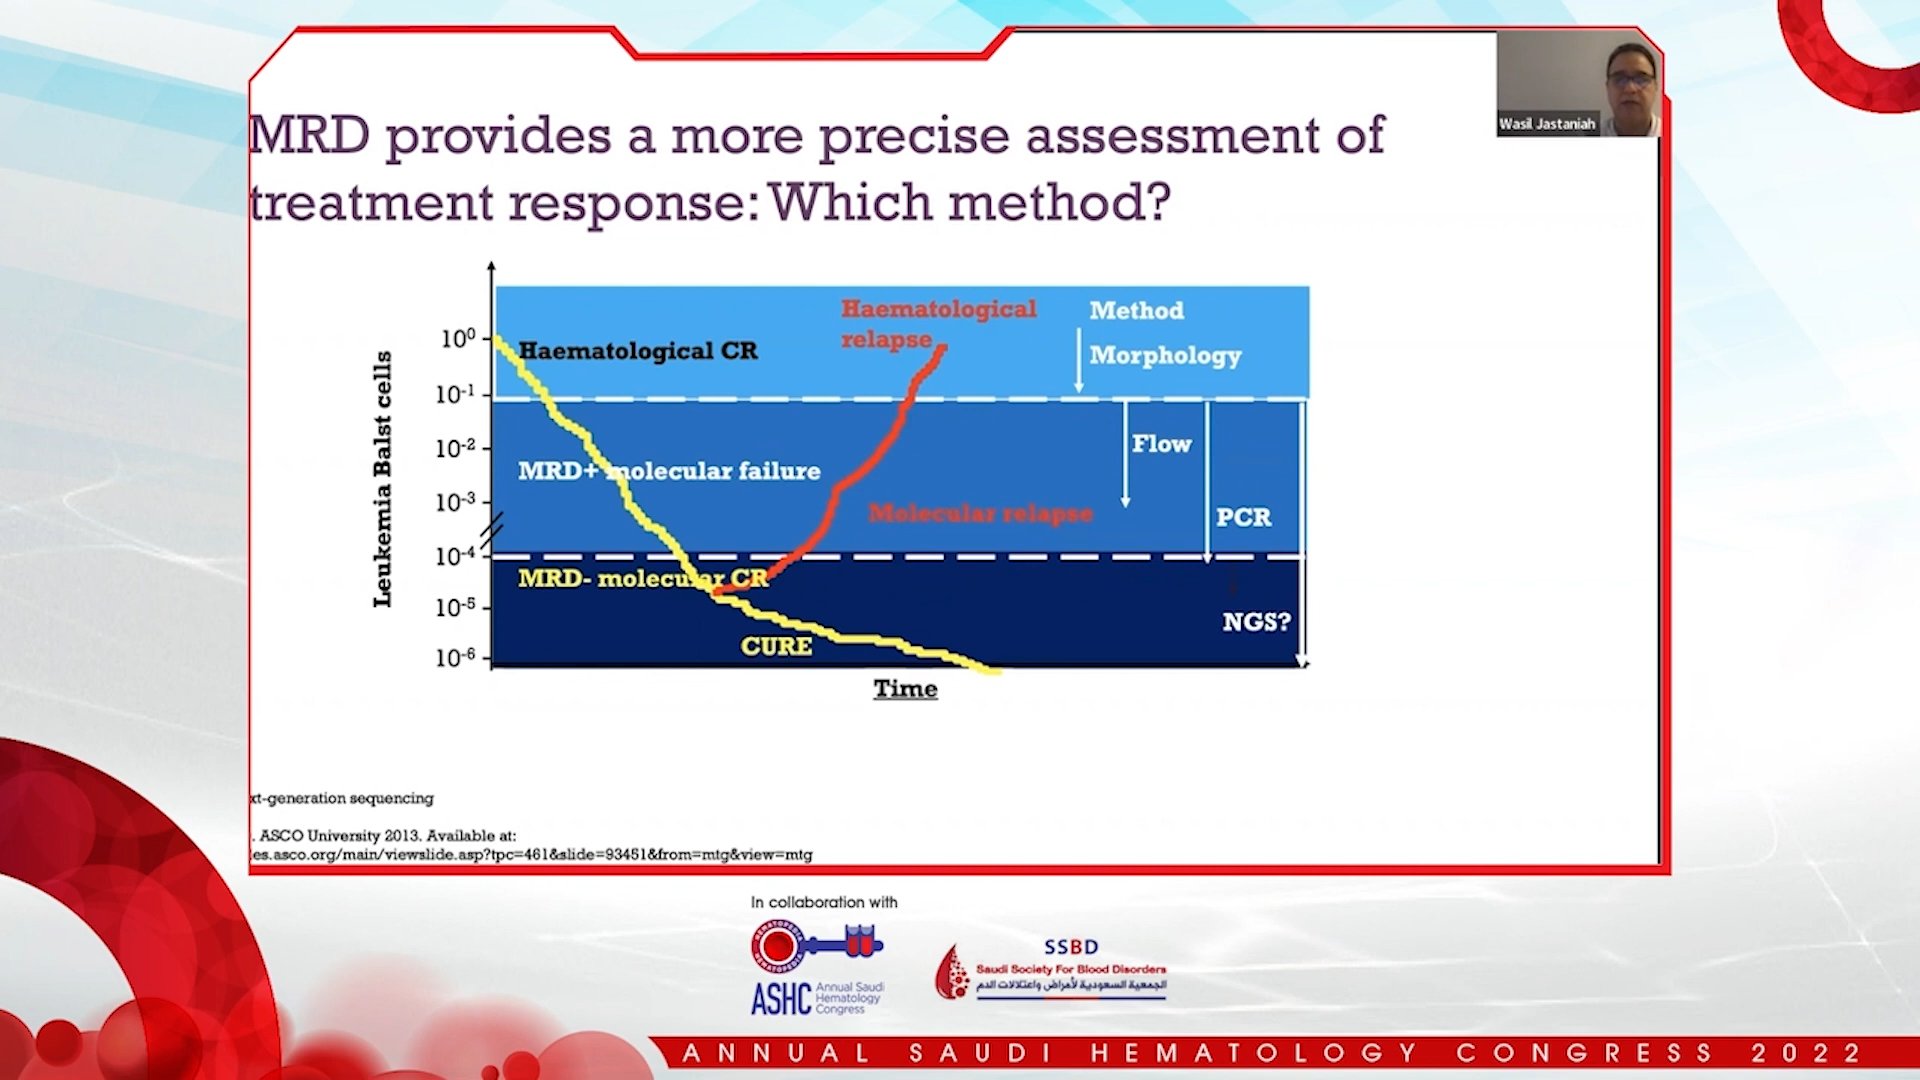 Wasil Jastaniah
MRD provides a more precise assessment of
treatment response: Which method?
Leukemia Balst cells
10⁰
10⁻¹
10⁻²
10⁻³
10⁻⁴
10⁻⁵
10⁻⁶
Haematological CR
Haematological
relapse
Method
Morphology
MRD+ molecular failure
Flow
Molecular relapse
PCR
MRD- molecular CR
CURE
NGS?
Time
xt-generation sequencing
. ASCO University 2013. Available at:
es.asco.org/main/viewslide.asp?tpc=461&slide=93451&from=mtg&view=mtg
In collaboration with
HEMATOPEDIA
HEMATOPEDIA
ASHC Annual Saudi
Hematology
Congress
SSBD
Saudi Society For Blood Disorders
الجمعية السعودية لأمراض واعتلالات الدم
ANNUAL SAUDI HEMATOLOGY CONGRESS 2022